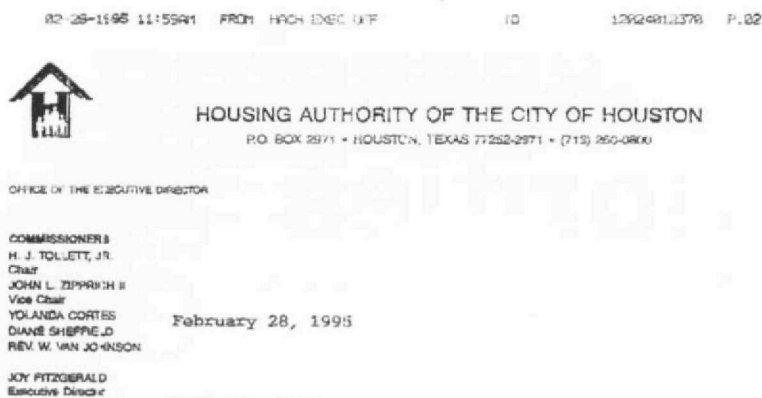 02-28-1995 11:59AM FROM HACH EXEC OFF TO 12024012370 P.02
HOUSING AUTHORITY OF THE CITY OF HOUSTON
P.O. BOX 2971 • HOUSTON, TEXAS 77252-2971 • (713) 260-0800
OFFICE OF THE EXECUTIVE DIRECTOR
COMMISSIONERS
H. J. TOLLETT, JR.
Chair
JOHN L. ZIPPRICH II
Vice Chair
YOLANDA CORTES
DIANE SHEFFIELD
REV. W. VAN JOHNSON
February 28, 1995
JOY FITZGERALD
Executive Director